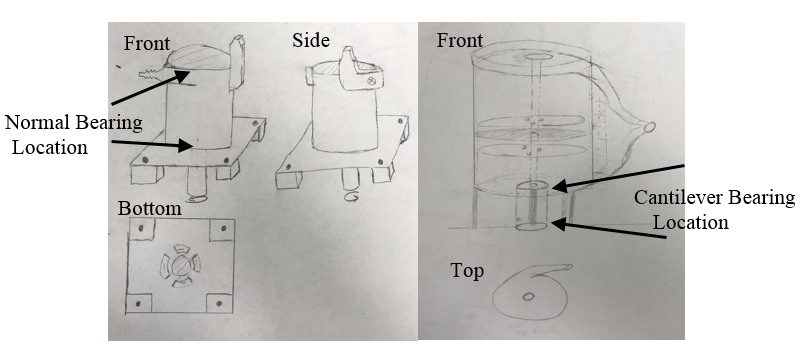 Front
Side
Normal Bearing
Location
Bottom
Front
Cantilever Bearing
Location
Top